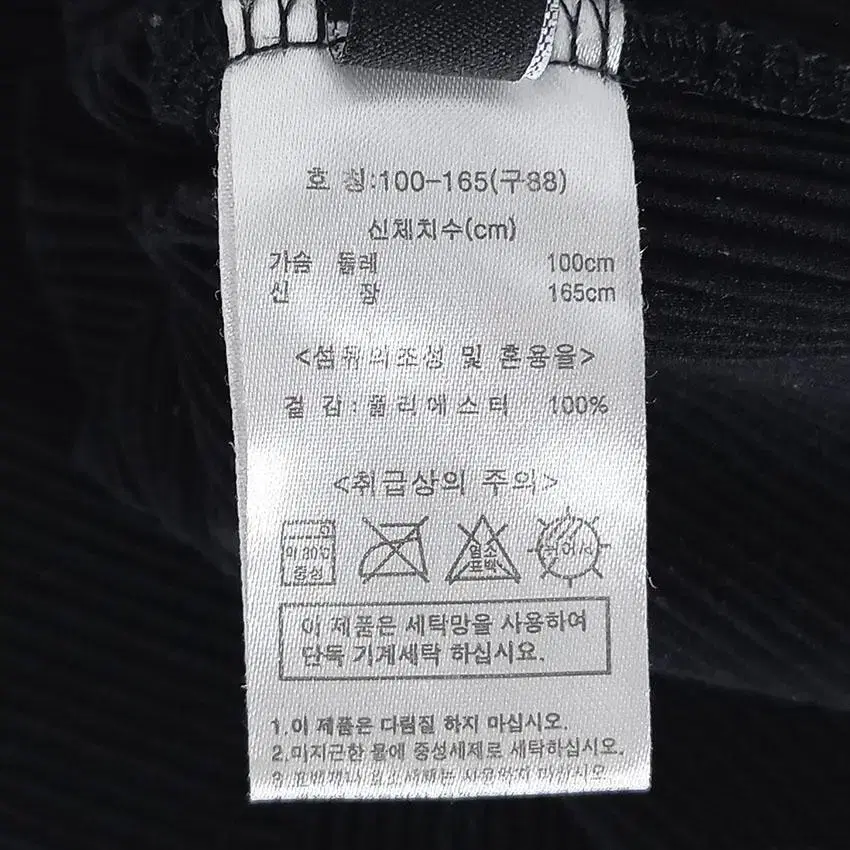 호 칭:100-165(구88)
신체치수(cm)
가슴 둘레 100cm
신 장 165cm
<섬유의조성 및 혼용율>
겉 감:폴리에스터 100%
<취급상의 주의>
약 30℃
중성
염소
표백
뉘어서
이 제품은 세탁망을 사용하여
단독 기계세탁 하십시요.
1.이 제품은 다림질 하지 마십시오.
2.미지근한 물에 중성세제로 세탁하십시오.